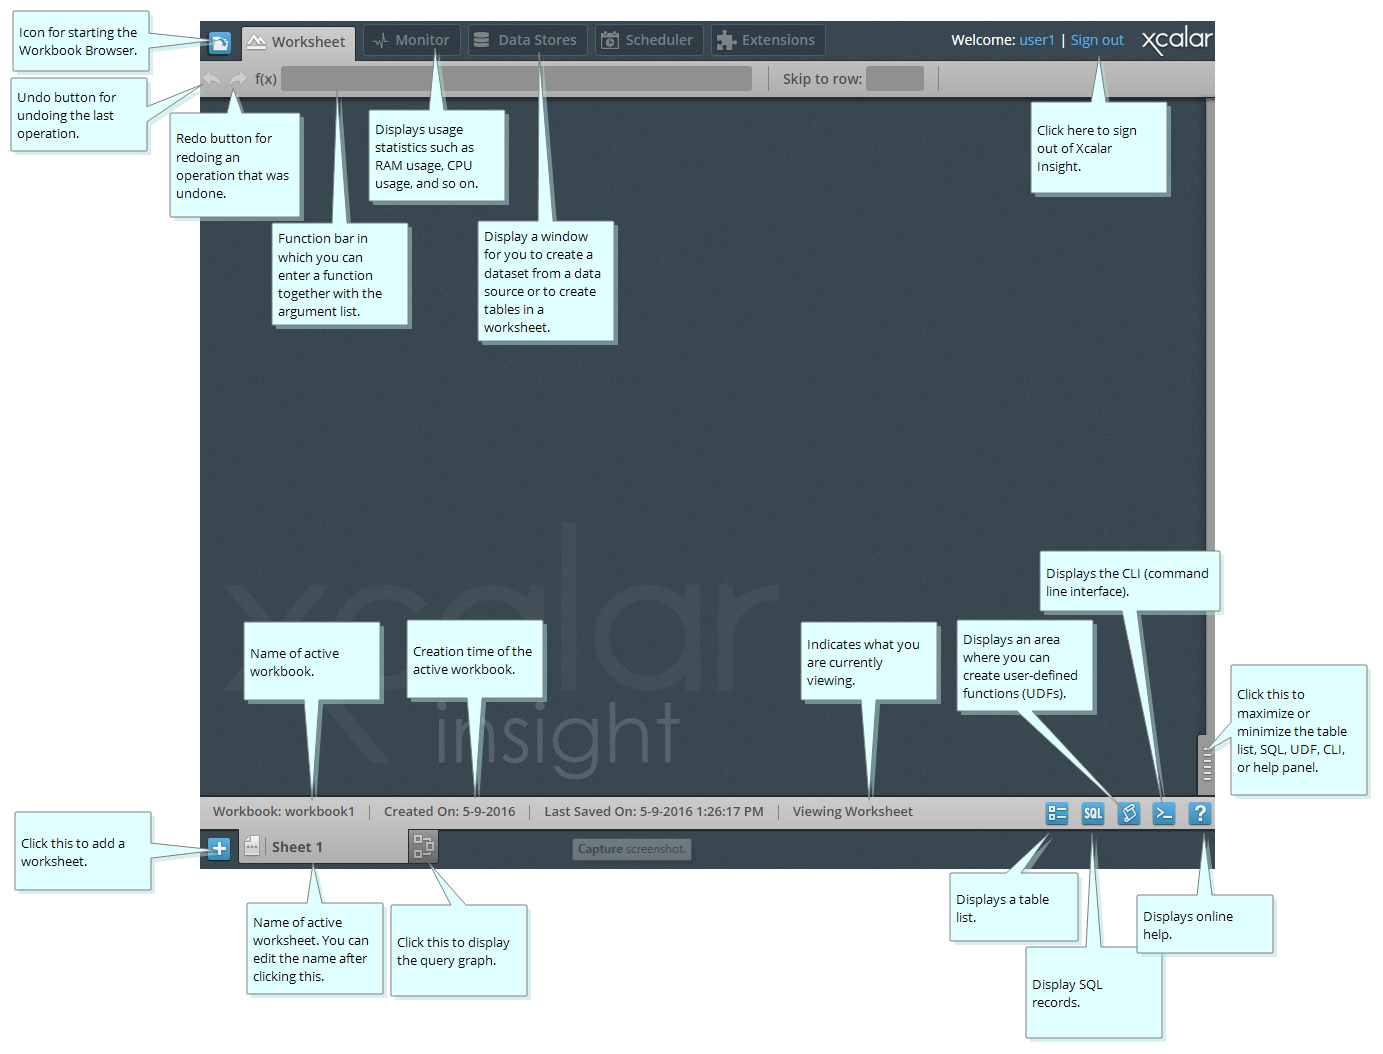 Icon for starting the
Workbook Browser.
Worksheet
Monitor
Data Stores
Scheduler
Extensions
Welcome: user1 | Sign out
xcalar
f(x)
Skip to row:
Undo button for
undoing the last
operation.
Redo button for
redoing an
operation that was
undone.
Displays usage
statistics such as
RAM usage, CPU
usage, and so on.
Click here to sign
out of Xcalar
Insight.
Function bar in
which you can
enter a function
together with the
argument list.
Display a window
for you to create a
dataset from a data
source or to create
tables in a
worksheet.
xcalar
insight
Displays the CLI (command
line interface).
Name of active
workbook.
Creation time of the
active workbook.
Indicates what you
are currently
viewing.
Displays an area
where you can
create user-defined
functions (UDFs).
Click this to
maximize or
minimize the table
list, SQL, UDF, CLI,
or help panel.
Workbook: workbook1
Created On: 5-9-2016
Last Saved On: 5-9-2016 1:26:17 PM
Viewing Worksheet
SQL
?
Click this to add a
worksheet.
Sheet 1
Capture screenshot.
Name of active
worksheet. You can
edit the name after
clicking this.
Click this to display
the query graph.
Displays a table
list.
Displays online
help.
Display SQL
records.